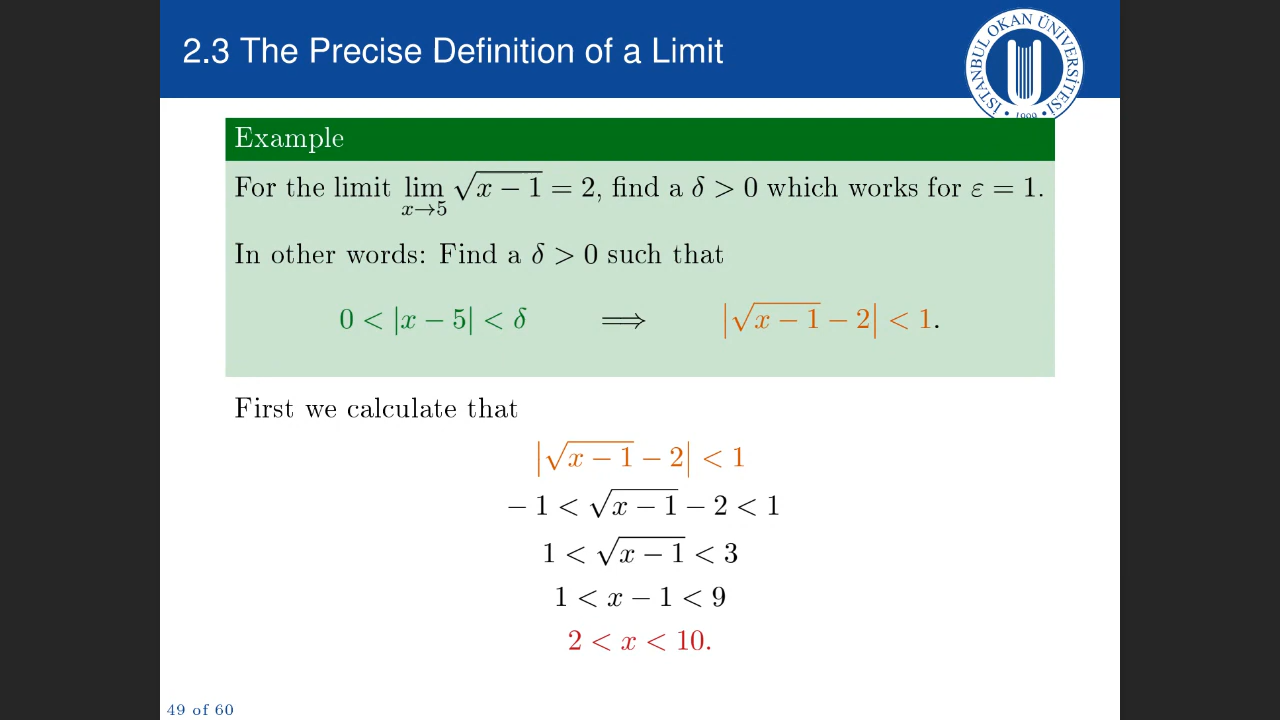 2.3 The Precise Definition of a Limit
İSTANBUL OKAN ÜNİVERSİTESİ
• 1999 •
Example
For the limit lim x→5 √(x − 1) = 2, find a δ > 0 which works for ε = 1.
In other words: Find a δ > 0 such that
0 < |x − 5| < δ ⟹ |√(x − 1) − 2| < 1.
First we calculate that
|√(x − 1) − 2| < 1
− 1 < √(x − 1) − 2 < 1
1 < √(x − 1) < 3
1 < x − 1 < 9
2 < x < 10.
49 of 60